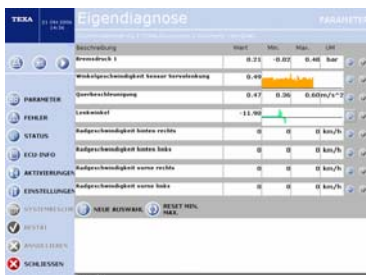 TEXA
Eigendiagnose
PARAMETER
Beschreibung Wert Min. Max. UM
Bremsdruck 1 0.21 -0.02 0.46 bar
Winkelgeschwindigkeit Sensor 0.49
Querbeschleunigung 0.47 0.36 0.60 m/s^2
Lenkwinkel -11.90
Radgeschwindigkeit hinten rechts 0 0 0 km/h
Radgeschwindigkeit hinten links 0 0 0 km/h
Radgeschwindigkeit vorne rechts 0 0 0 km/h
Radgeschwindigkeit vorne links 0 0 0 km/h
PARAMETER
FEHLER
STATUS
ECU-INFO
AKTIVIERUNGEN
EINSTELLUNGEN
SCHLIESSEN
NEUE AUSWAHL
RESET MIN. MAX.